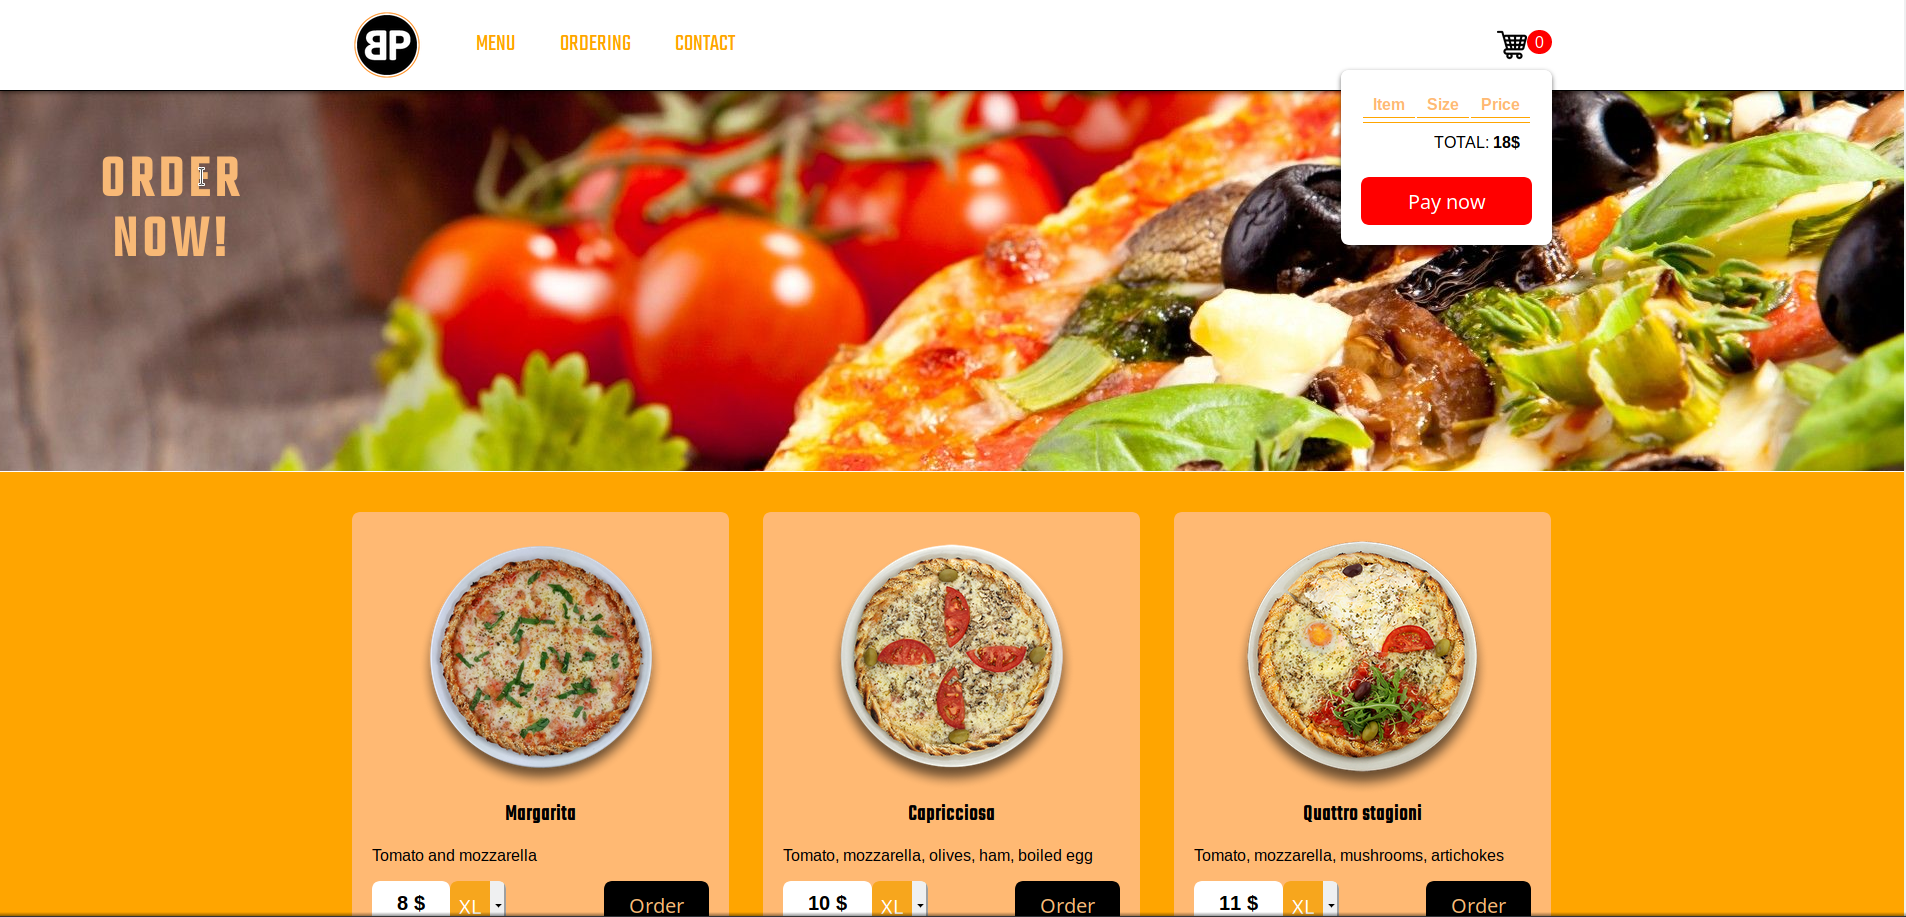 BP
MENU ORDERING CONTACT
0
Item Size Price
TOTAL: 18$
Pay now
ORDER
NOW!
Margarita
Tomato and mozzarella
8 $ XL Order
Capricciosa
Tomato, mozzarella, olives, ham, boiled egg
10 $ XL Order
Quattro stagioni
Tomato, mozzarella, mushrooms, artichokes
11 $ XL Order